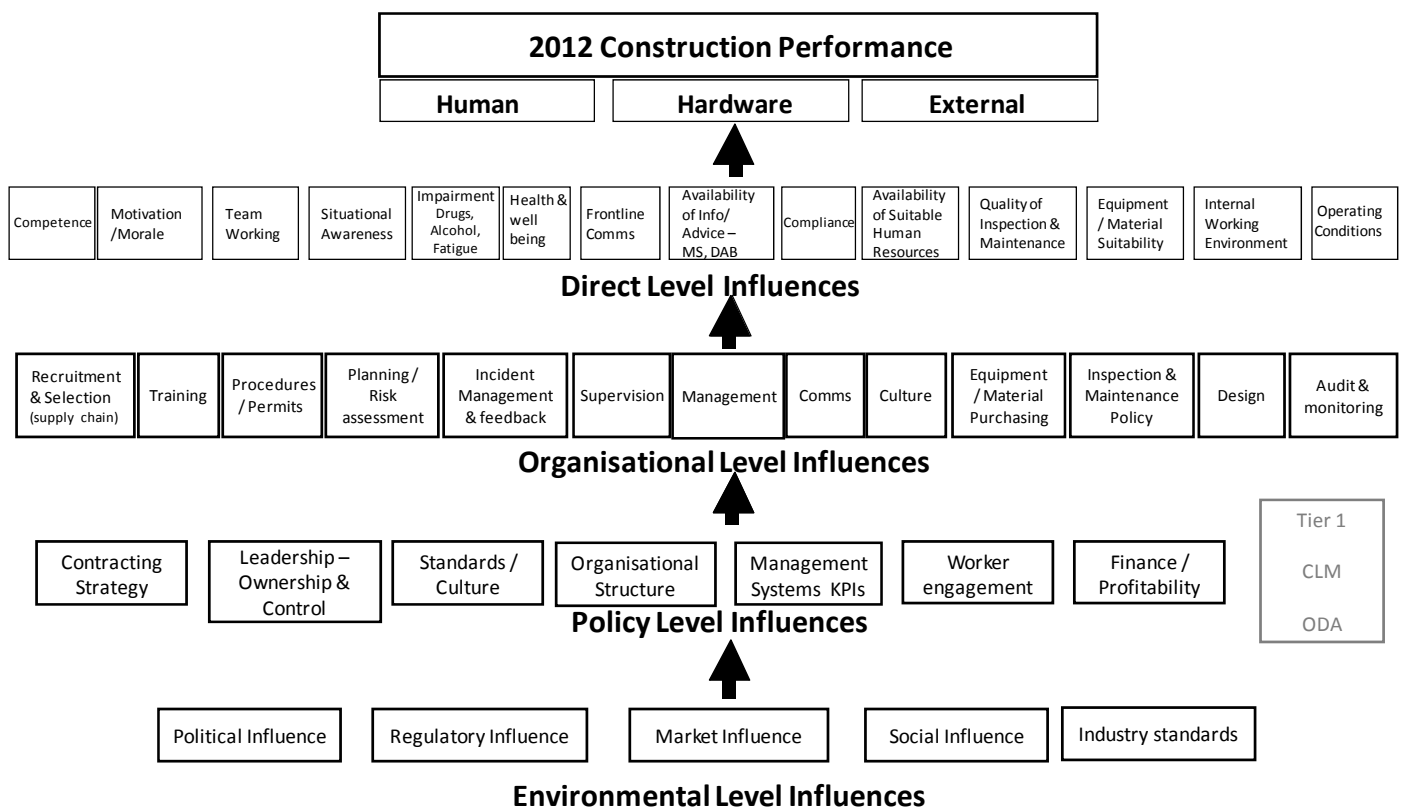 2012 Construction Performance
Human
Hardware
External
Competence
Motivation
/Morale
Team
Working
Situational
Awareness
Impairment
Drugs,
Alcohol,
Fatigue
Health &
well
being
Frontline
Comms
Availability
of Info/
Advice –
MS, DAB
Compliance
Availability
of Suitable
Human
Resources
Quality of
Inspection &
Maintenance
Equipment
/ Material
Suitability
Internal
Working
Environment
Operating
Conditions
Direct Level Influences
Recruitment
& Selection
(supply chain)
Training
Procedures
/ Permits
Planning /
Risk
assessment
Incident
Management
& feedback
Supervision
Management
Comms
Culture
Equipment
/ Material
Purchasing
Inspection &
Maintenance
Policy
Design
Audit &
monitoring
Organisational Level Influences
Contracting
Strategy
Leadership –
Ownership &
Control
Standards /
Culture
Organisational
Structure
Management
Systems KPIs
Worker
engagement
Finance /
Profitability
Tier 1
CLM
ODA
Policy Level Influences
Political Influence
Regulatory Influence
Market Influence
Social Influence
Industry standards
Environmental Level Influences